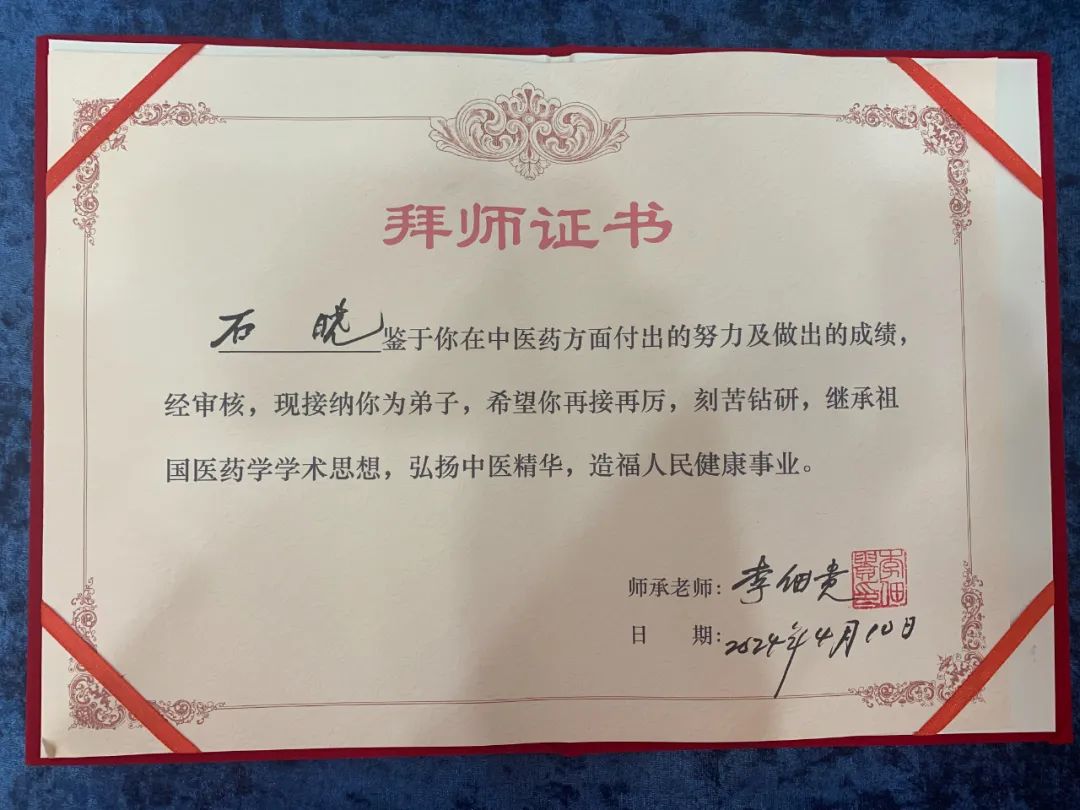 拜师证书
石 晓鉴于你在中医药方面付出的努力及做出的成绩，
经审核，现接纳你为弟子，希望你再接再厉，刻苦钻研，继承祖
国医药学学术思想，弘扬中医精华，造福人民健康事业。
师承老师：李佃贵
日 期：2024年4月10日